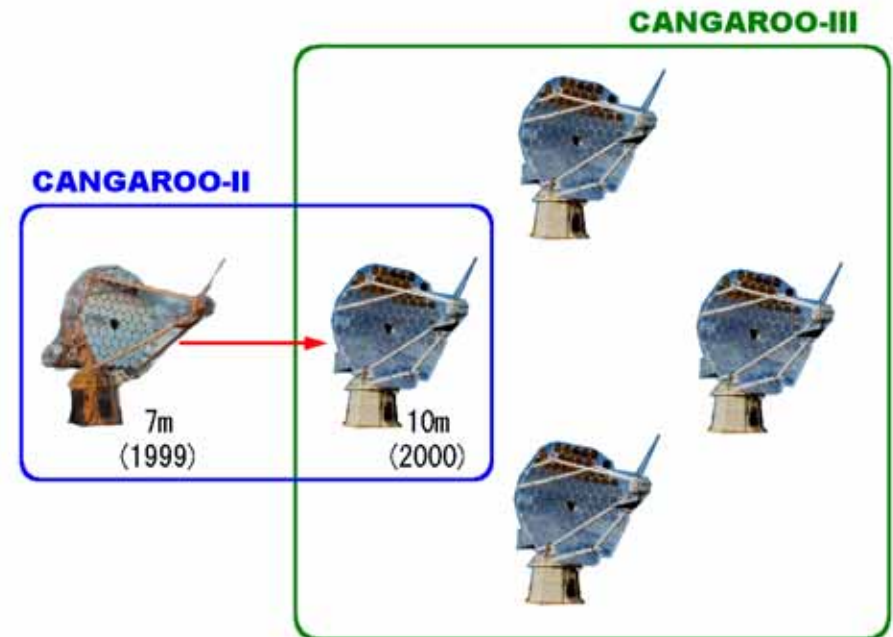 CANGAROO-III
CANGAROO-II
7m
(1999)
10m
(2000)